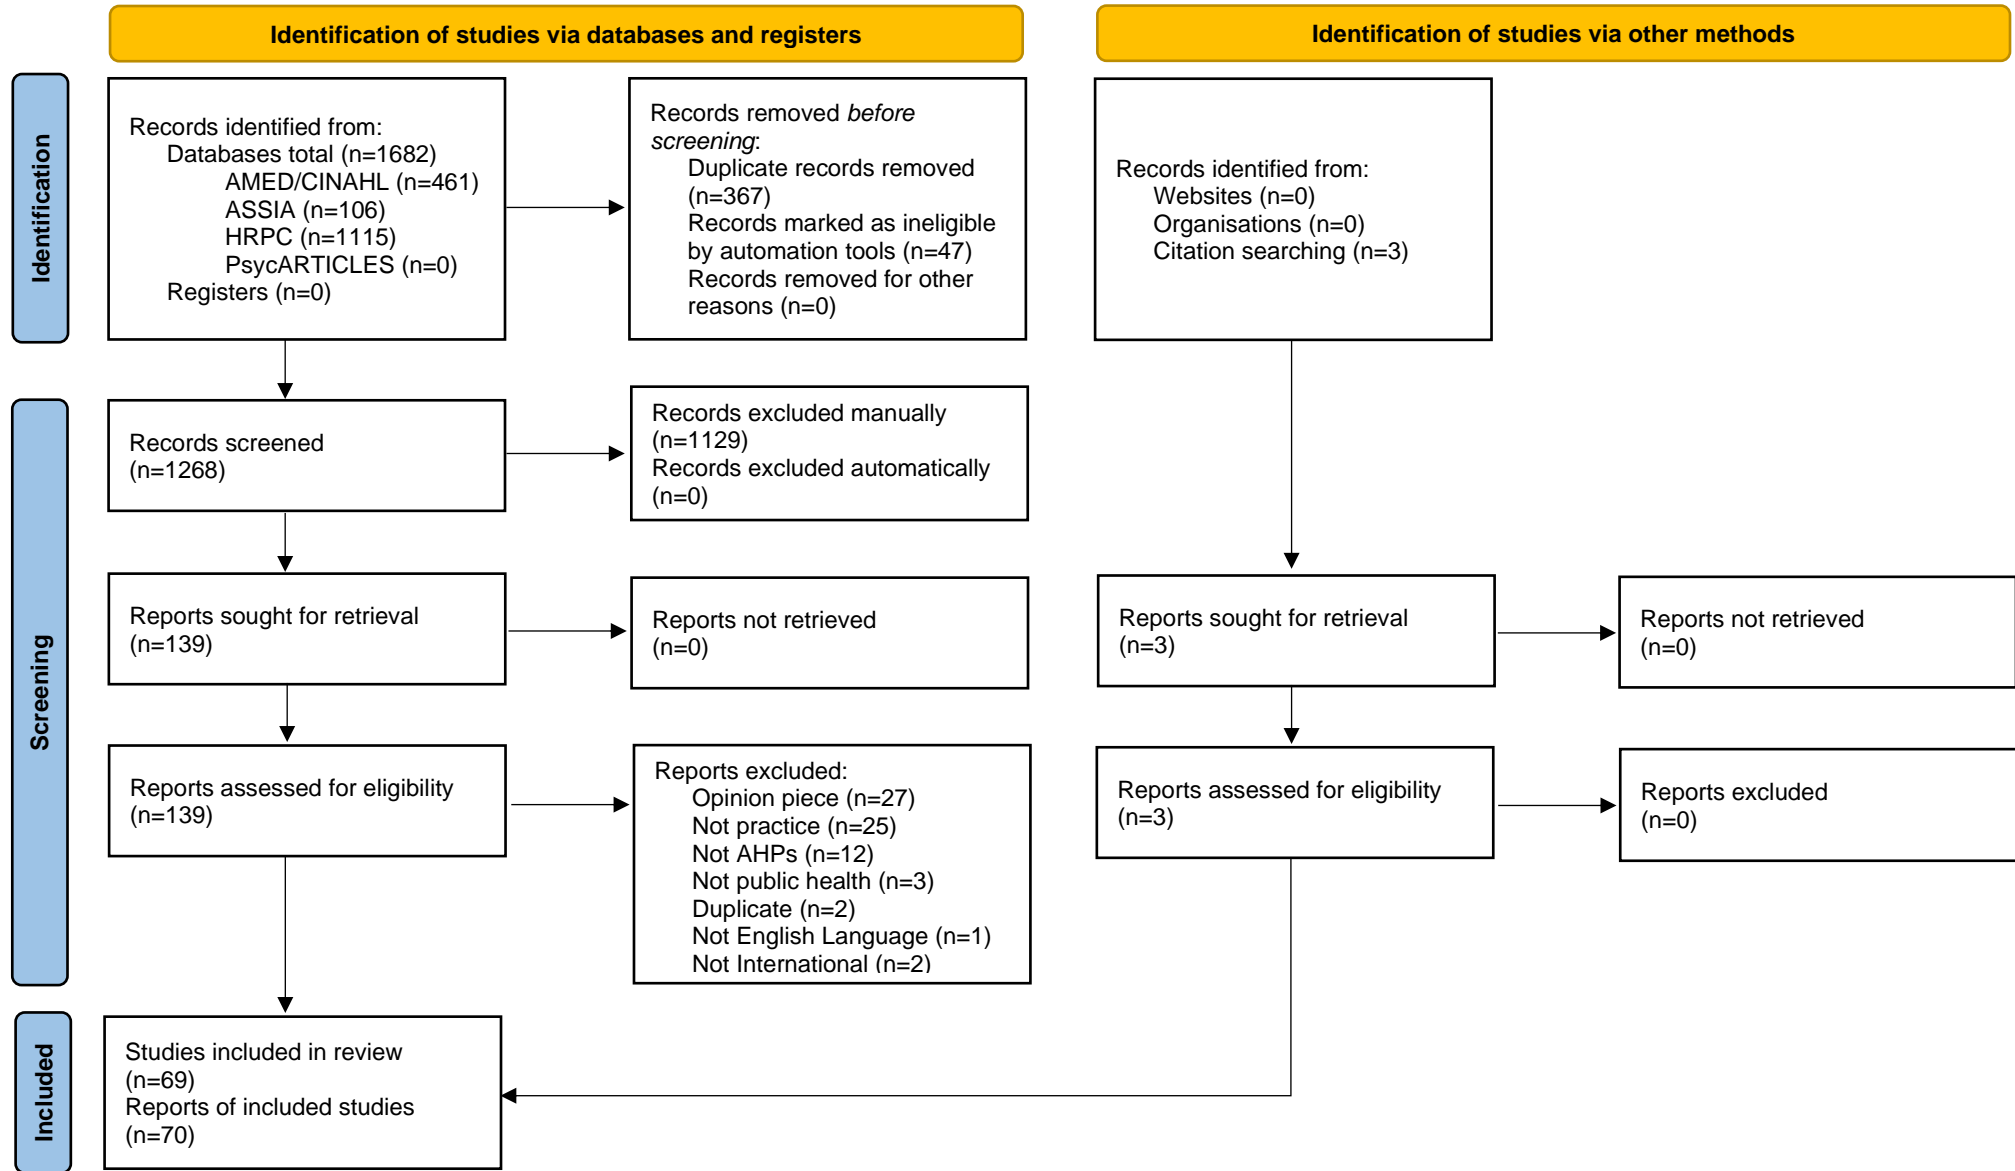 Identification of studies via databases and registers
Identification of studies via other methods
Identification
Records identified from:
Databases total (n=1682)
AMED/CINAHL (n=461)
ASSIA (n=106)
HRPC (n=1115)
PsycARTICLES (n=0)
Registers (n=0)
Records removed before
screening:
Duplicate records removed
(n=367)
Records marked as ineligible
by automation tools (n=47)
Records removed for other
reasons (n=0)
Records identified from:
Websites (n=0)
Organisations (n=0)
Citation searching (n=3)
Screening
Records screened
(n=1268)
Records excluded manually
(n=1129)
Records excluded automatically
(n=0)
Reports sought for retrieval
(n=139)
Reports not retrieved
(n=0)
Reports sought for retrieval
(n=3)
Reports not retrieved
(n=0)
Reports assessed for eligibility
(n=139)
Reports excluded:
Opinion piece (n=27)
Not practice (n=25)
Not AHPs (n=12)
Not public health (n=3)
Duplicate (n=2)
Not English Language (n=1)
Not International (n=2)
Reports assessed for eligibility
(n=3)
Reports excluded
(n=0)
Included
Studies included in review
(n=69)
Reports of included studies
(n=70)